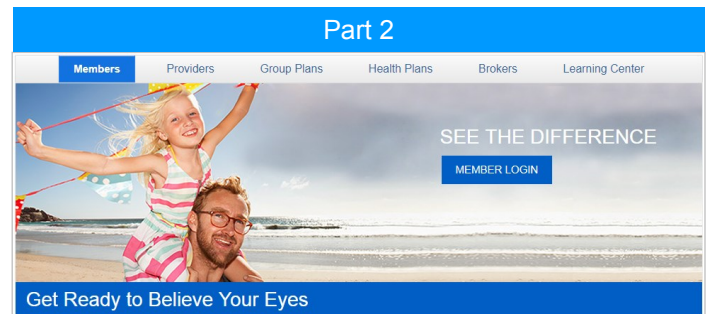 Part 2
Members Providers Group Plans Health Plans Brokers Learning Center
SEE THE DIFFERENCE
MEMBER LOGIN
Get Ready to Believe Your Eyes